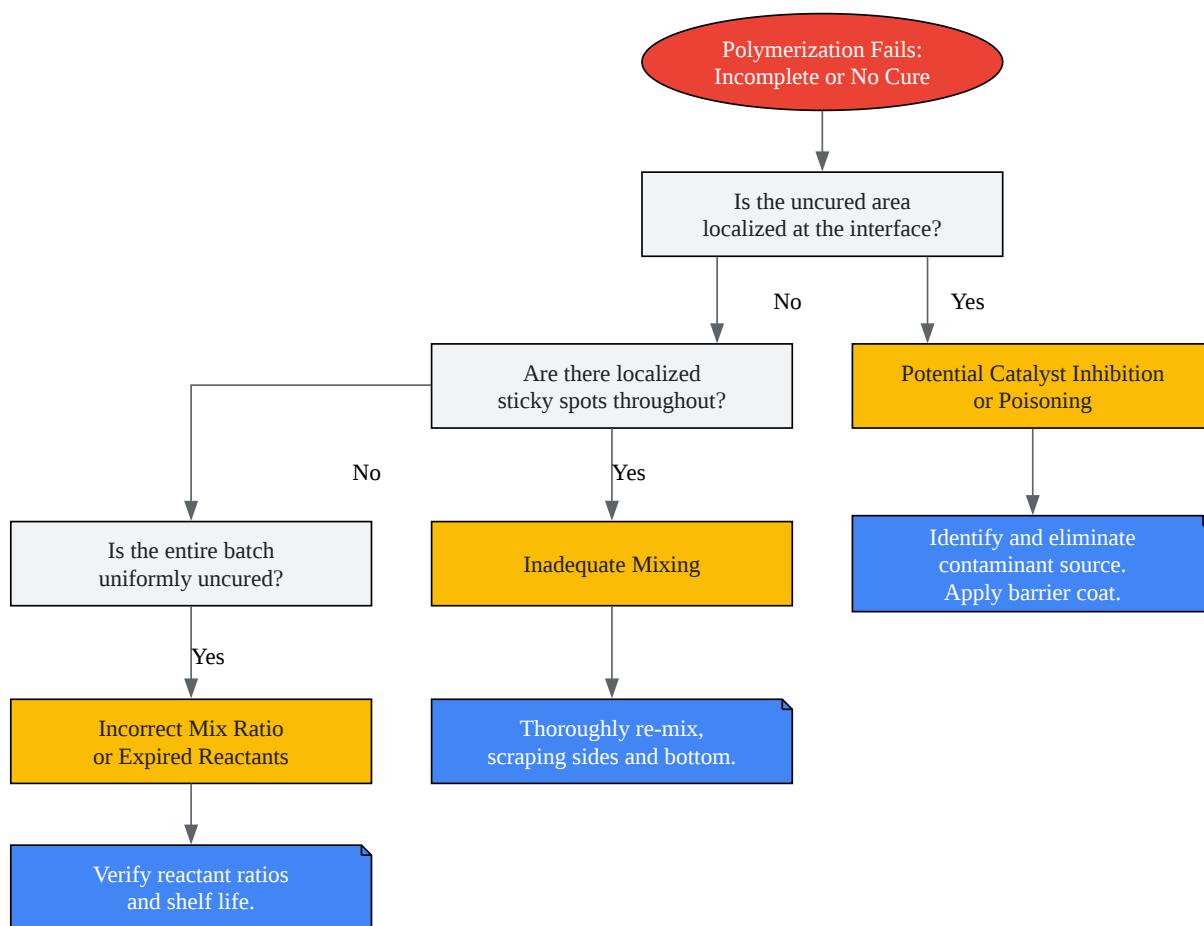 Polymerization Fails:
Incomplete or No Cure
Is the uncured area
localized at the interface?
No
Yes
Are there localized
sticky spots throughout?
Potential Catalyst Inhibition
or Poisoning
No
Yes
Is the entire batch
uniformly uncured?
Inadequate Mixing
Identify and eliminate
contaminant source.
Apply barrier coat.
Yes
Incorrect Mix Ratio
or Expired Reactants
Thoroughly re-mix,
scraping sides and bottom.
Verify reactant ratios
and shelf life.